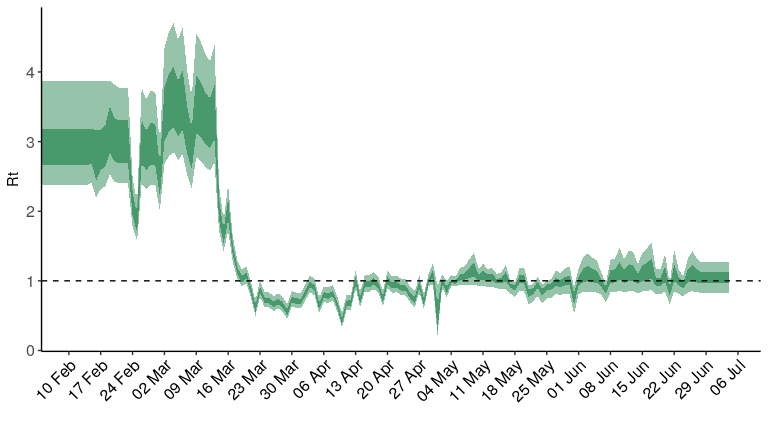 Rt
4
3
2
1
0
10 Feb
17 Feb
24 Feb
02 Mar
09 Mar
16 Mar
23 Mar
30 Mar
06 Apr
13 Apr
20 Apr
27 Apr
04 May
11 May
18 May
25 May
01 Jun
08 Jun
15 Jun
22 Jun
29 Jun
06 Jul